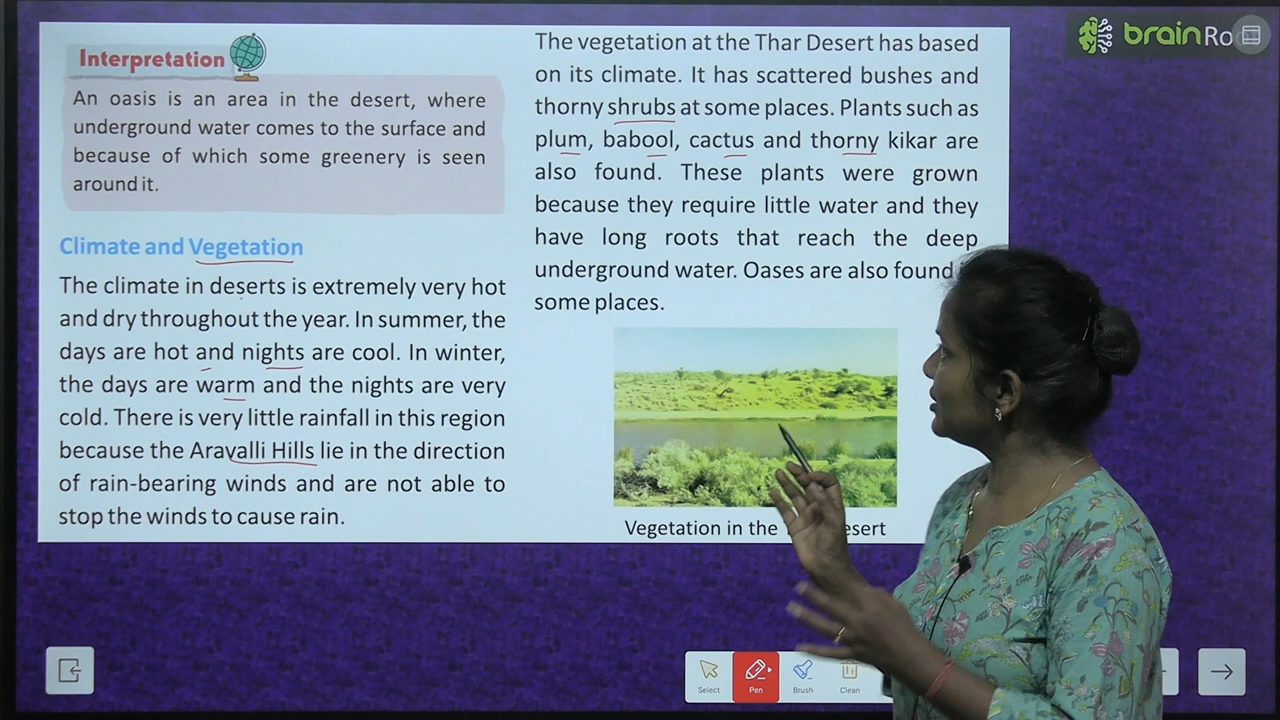 Interpretation
An oasis is an area in the desert, where
underground water comes to the surface and
because of which some greenery is seen
around it.
Climate and Vegetation
The climate in deserts is extremely very hot
and dry throughout the year. In summer, the
days are hot and nights are cool. In winter,
the days are warm and the nights are very
cold. There is very little rainfall in this region
because the Aravalli Hills lie in the direction
of rain-bearing winds and are not able to
stop the winds to cause rain.
The vegetation at the Thar Desert has based
on its climate. It has scattered bushes and
thorny shrubs at some places. Plants such as
plum, babool, cactus and thorny kikar are
also found. These plants were grown
because they require little water and they
have long roots that reach the deep
underground water. Oases are also found
some places.
Vegetation in the
brain
Select
Pen
Brush
Clean